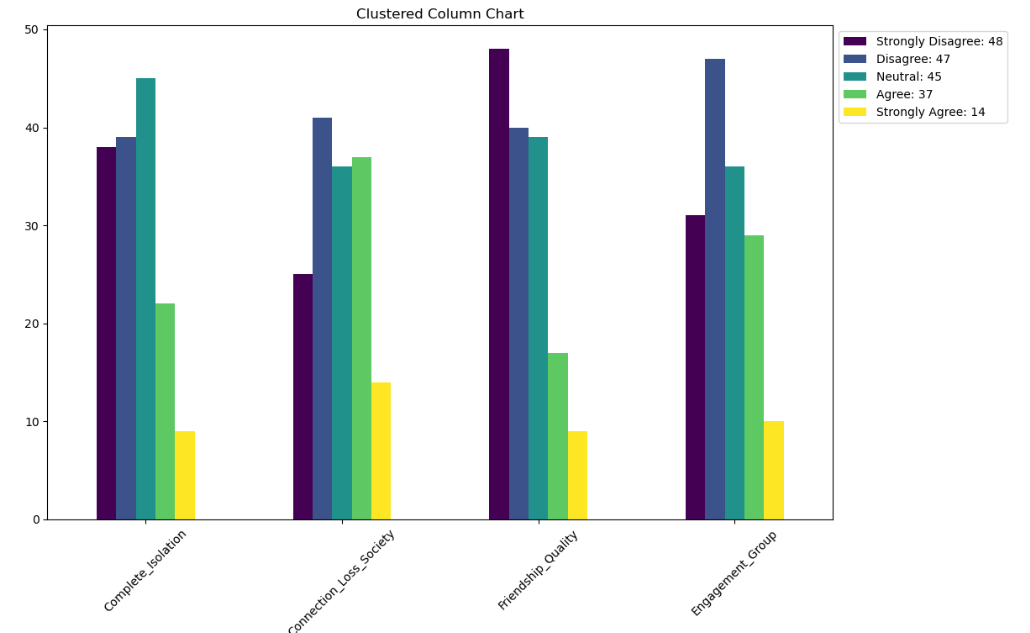 Clustered Column Chart
50
40
30
20
10
0
Strongly Disagree: 48
Disagree: 47
Neutral: 45
Agree: 37
Strongly Agree: 14
Complete_Isolation
Connection_Loss_Society
Friendship_Quality
Engagement_Group